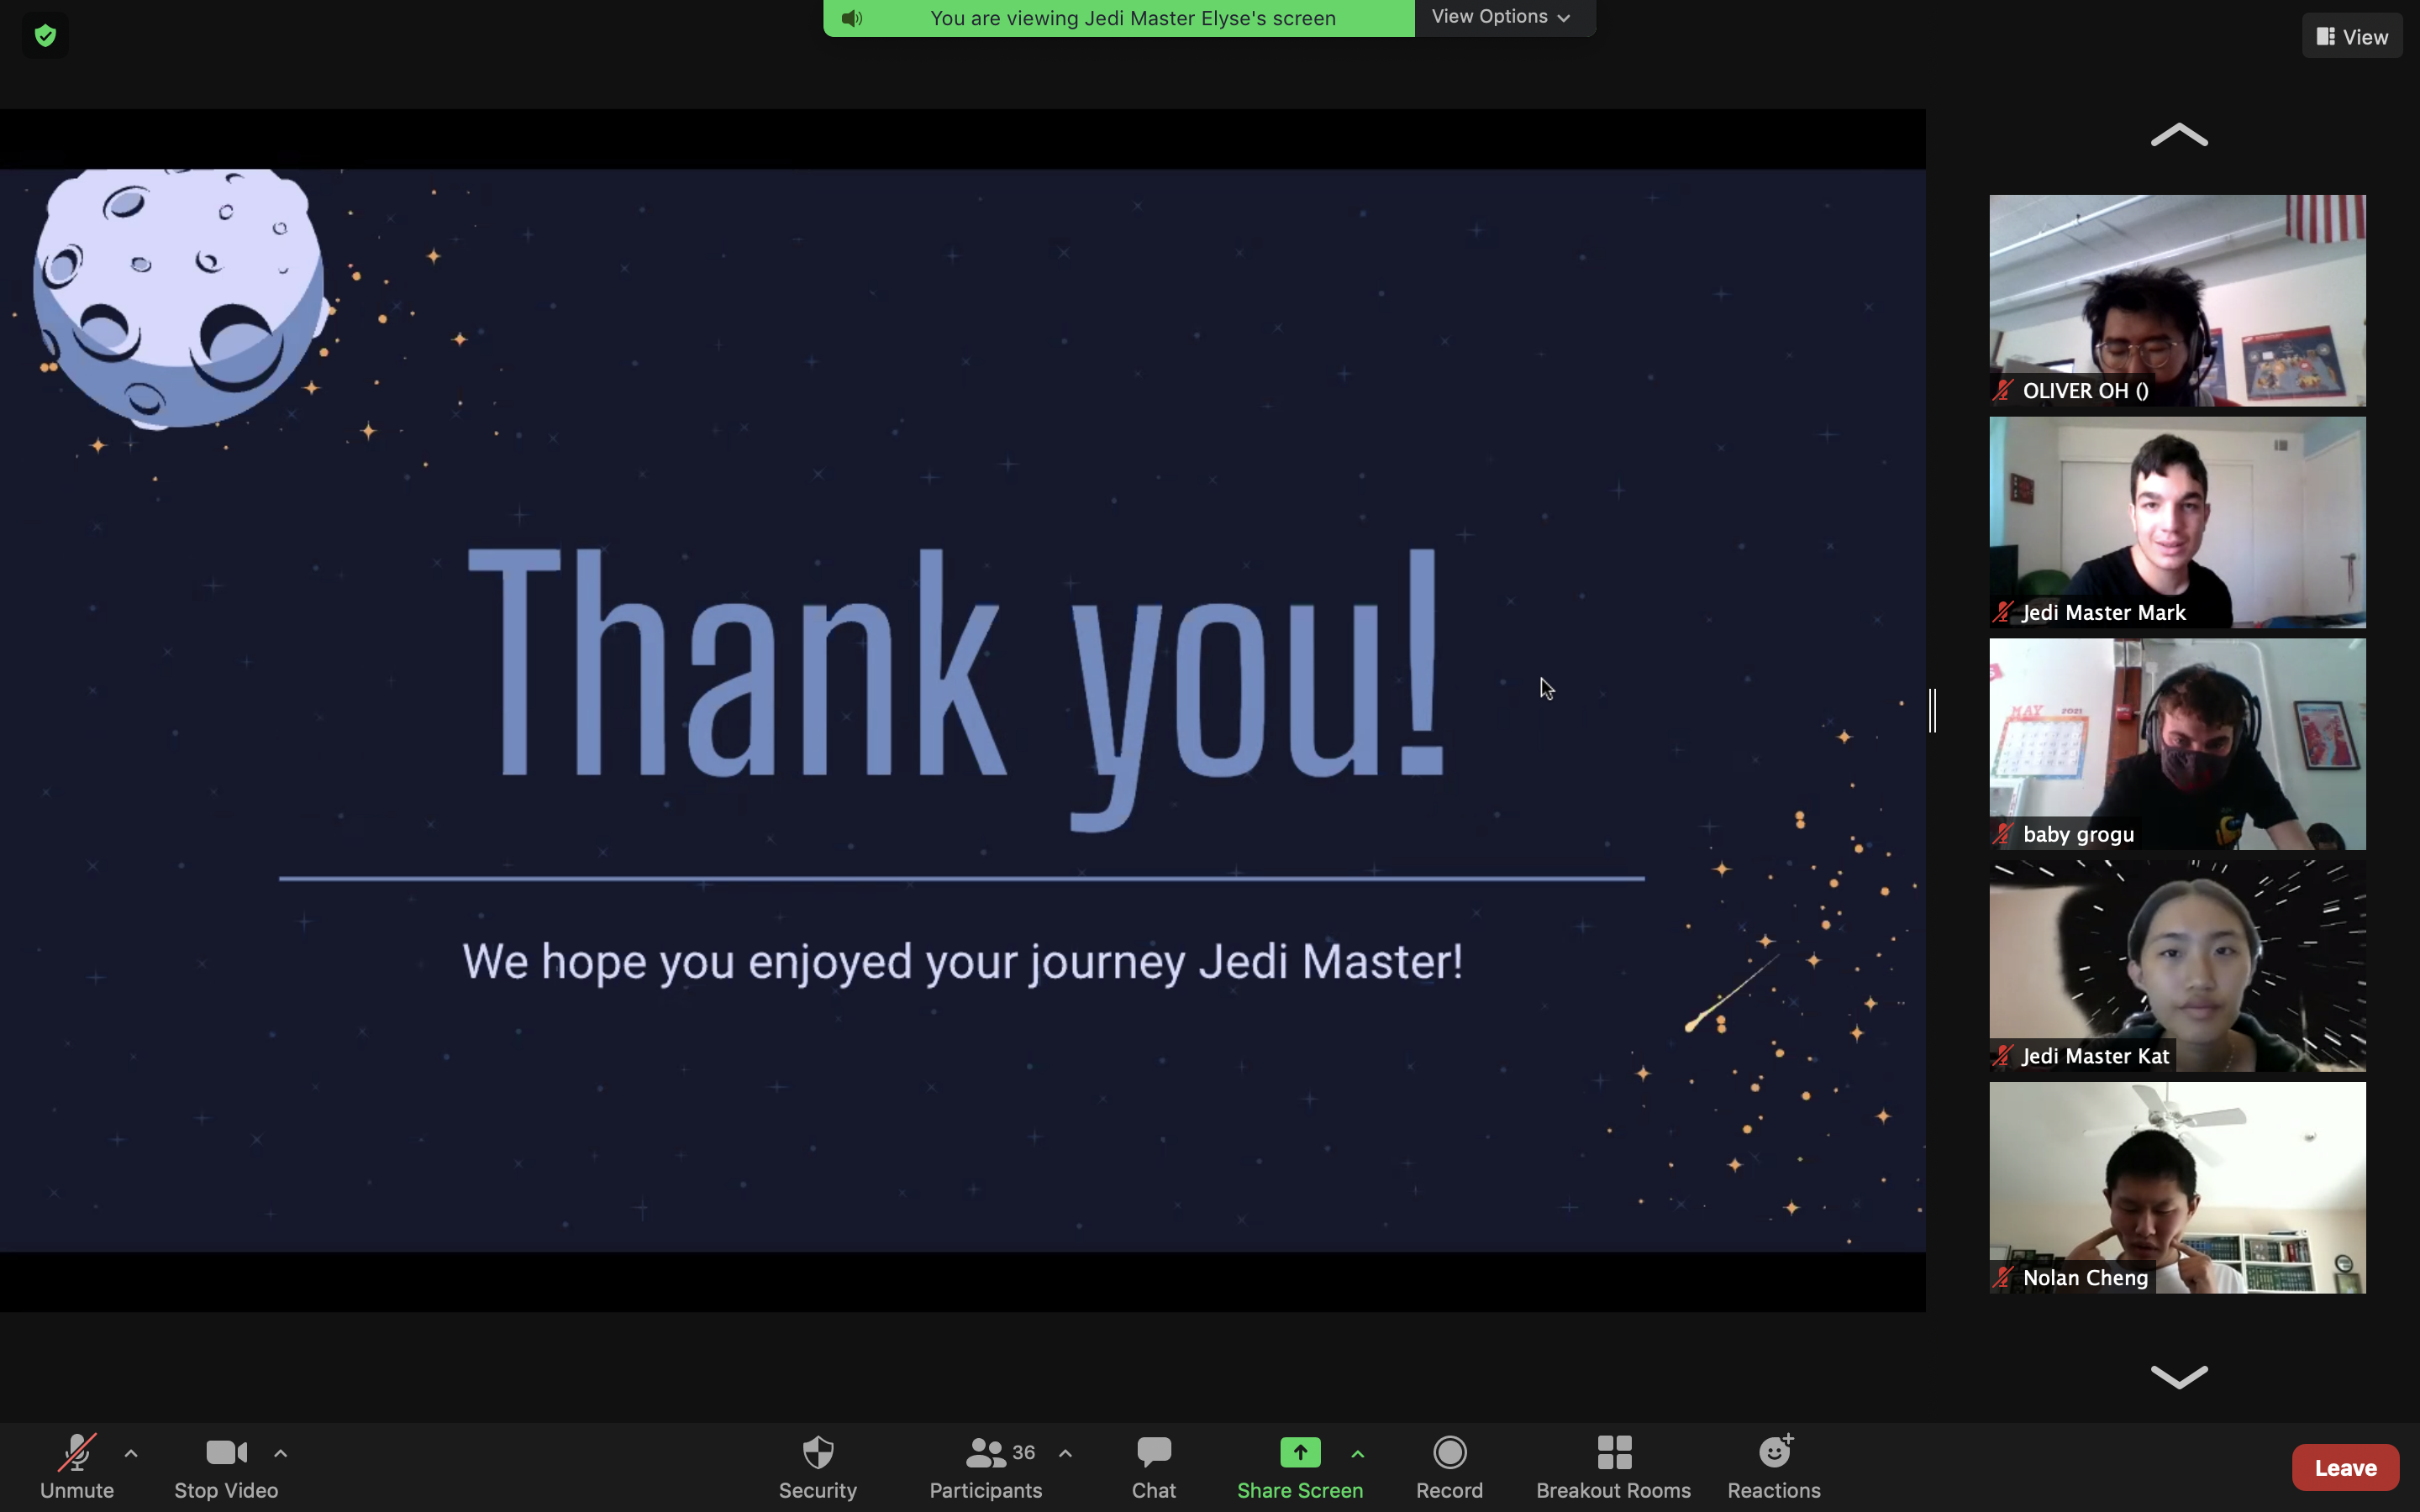 You are viewing Jedi Master Elyse's screen
View Options
View
Thank you!
We hope you enjoyed your journey Jedi Master!
OLIVER OH ()
Jedi Master Mark
MAY 2021
baby grogu
Jedi Master Kat
Nolan Cheng
Unmute
Stop Video
Security
36
Participants
Chat
Share Screen
Record
Breakout Rooms
Reactions
Leave